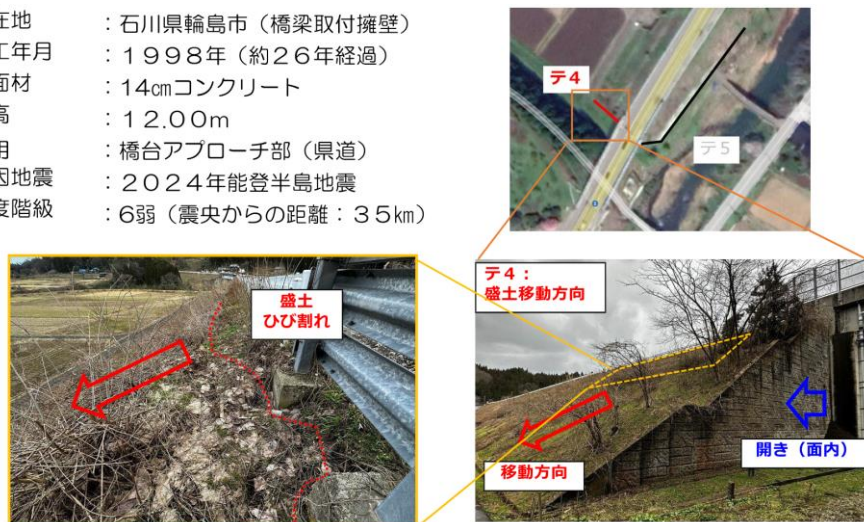 在地 ：石川県輪島市（橋梁取付擁壁）
工年月 ：１９９８年（約２６年経過）
面材 ：14㎝コンクリート
高 ：１２.００ｍ
用 ：橋台アプローチ部（県道）
因地震 ：２０２４年能登半島地震
度階級 ：6弱（震央からの距離：３５㎞）
テ４
テ５
盛土
ひび割れ
テ４：
盛土移動方向
移動方向
開き（面内）